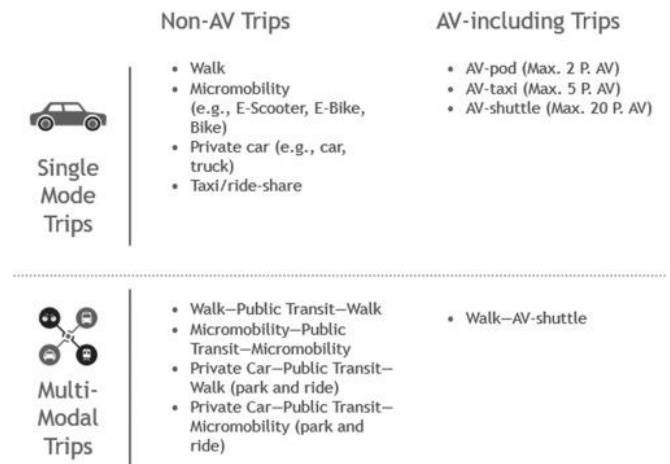 Non-AV Trips
AV-including Trips
Single
Mode
Trips
• Walk
• Micromobility
(e.g., E-Scooter, E-Bike,
Bike)
• Private car (e.g., car,
truck)
• Taxi/ride-share
• AV-pod (Max. 2 P. AV)
• AV-taxi (Max. 5 P. AV)
• AV-shuttle (Max. 20 P. AV)
Multi-
Modal
Trips
• Walk—Public Transit—Walk
• Micromobility—Public
Transit—Micromobility
• Private Car—Public Transit—
Walk (park and ride)
• Private Car—Public Transit—
Micromobility (park and
ride)
• Walk—AV-shuttle